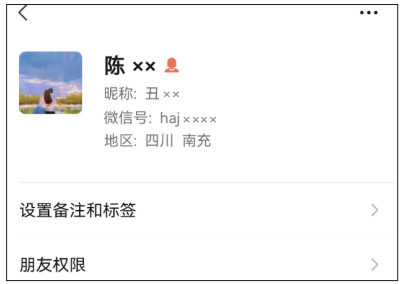 陈 ××
昵称: 丑××
微信号: haj××××
地区: 四川 南充
设置备注和标签
朋友权限